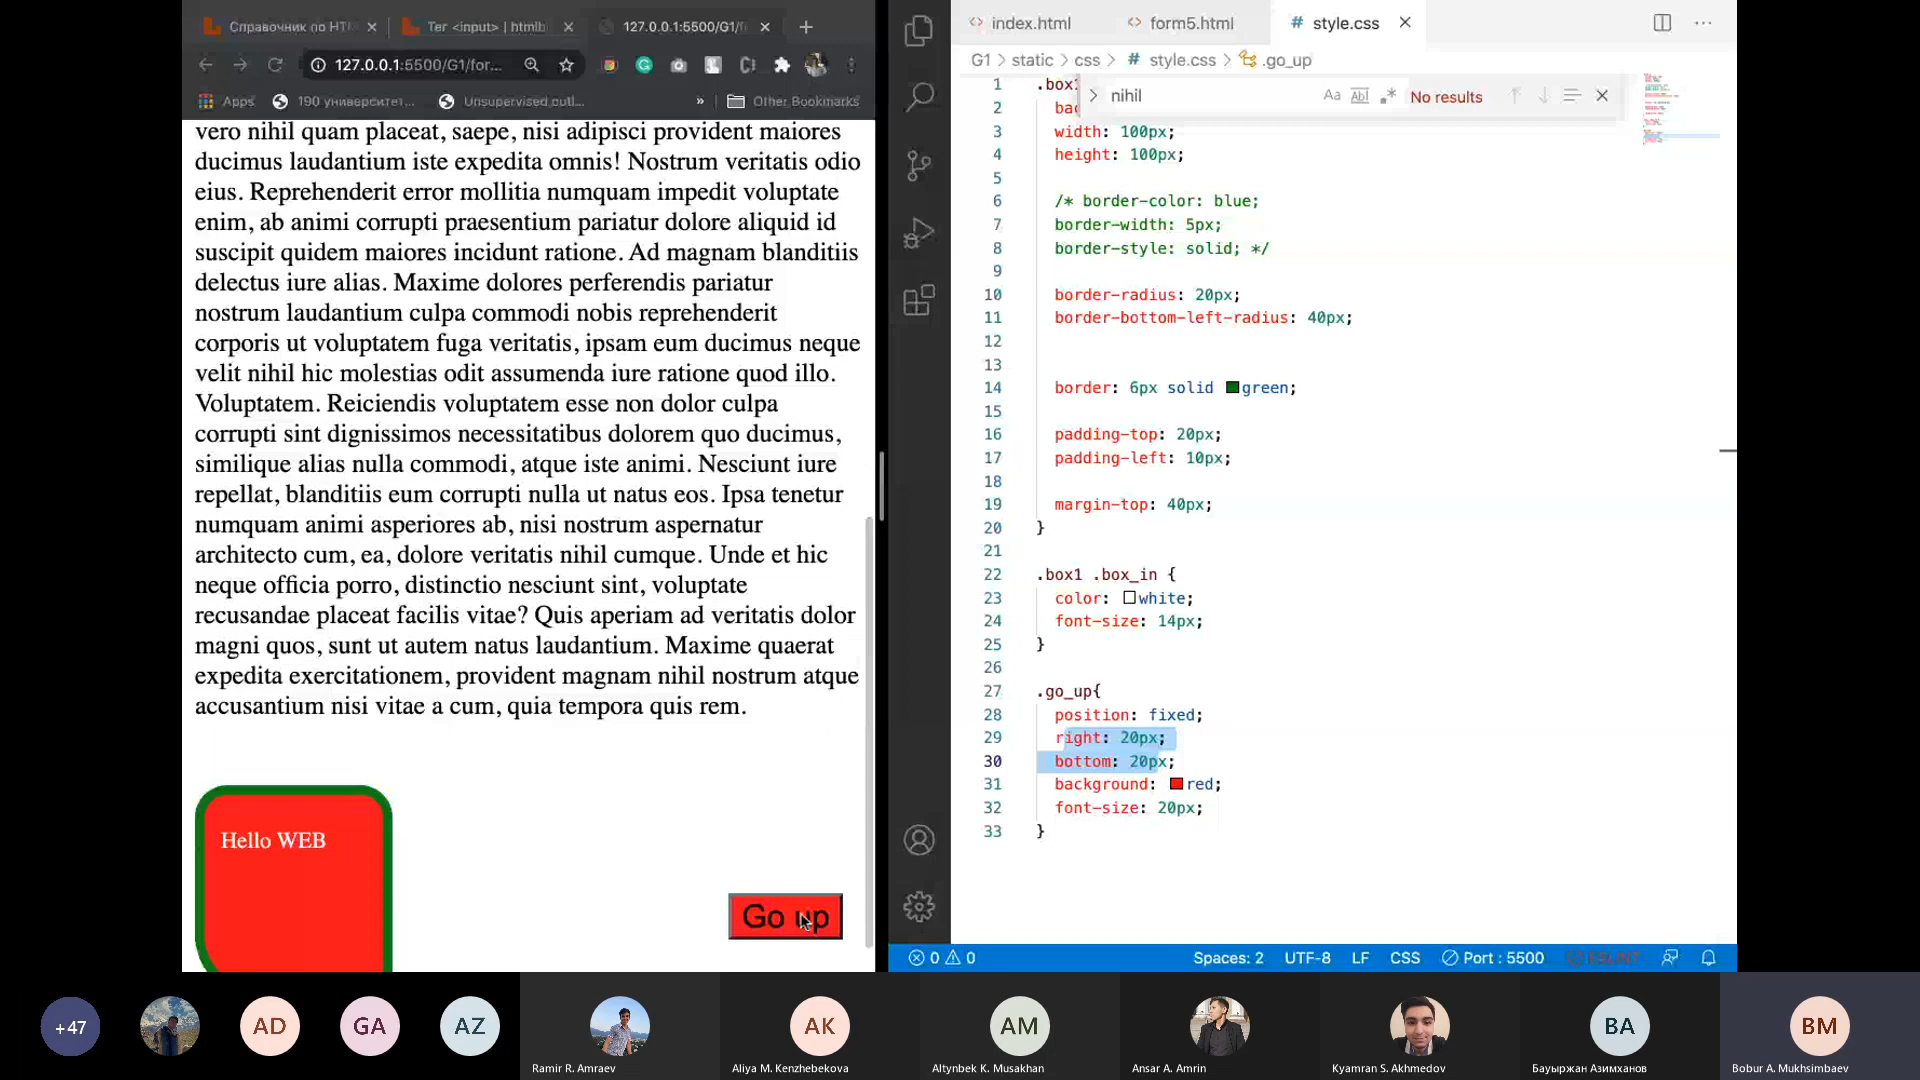 Справочник по HT
Тег <input> | htmlb
127.0.0.1:5500/G1/f
127.0.0.1:5500/G1/for...
Apps
190 университет...
Unsupervised outl...
»
Other Bookmarks
vero nihil quam placeat, saepe, nisi adipisci provident maiores
ducimus laudantium iste expedita omnis! Nostrum veritatis odio
eius. Reprehenderit error mollitia numquam impedit voluptate
enim, ab animi corrupti praesentium pariatur dolore aliquid id
suscipit quidem maiores incidunt ratione. Ad magnam blanditiis
delectus iure alias. Maxime dolores perferendis pariatur
nostrum laudantium culpa commodi nobis reprehenderit
corporis ut voluptatem fuga veritatis, ipsam eum ducimus neque
velit nihil hic molestias odit assumenda iure ratione quod illo.
Voluptatem. Reiciendis voluptatem esse non dolor culpa
corrupti sint dignissimos necessitatibus dolorem quo ducimus,
similique alias nulla commodi, atque iste animi. Nesciunt iure
repellat, blanditiis eum corrupti nulla ut natus eos. Ipsa tenetur
numquam animi asperiores ab, nisi nostrum aspernatur
architecto cum, ea, dolore veritatis nihil cumque. Unde et hic
neque officia porro, distinctio nesciunt sint, voluptate
recusandae placeat facilis vitae? Quis aperiam ad veritatis dolor
magni quos, sunt ut autem natus laudantium. Maxime quaerat
expedita exercitationem, provident magnam nihil nostrum atque
accusantium nisi vitae a cum, quia tempora quis rem.
Hello WEB
Go up
index.html
form5.html
# style.css
G1 > static > css > # style.css > .go_up
nihil
Aa Abl .* No results
1 .box1
2 bac
3 width: 100px;
4 height: 100px;
5
6 /* border-color: blue;
7 border-width: 5px;
8 border-style: solid; */
9
10 border-radius: 20px;
11 border-bottom-left-radius: 40px;
12
13
14 border: 6px solid green;
15
16 padding-top: 20px;
17 padding-left: 10px;
18
19 margin-top: 40px;
20 }
21
22 .box1 .box_in {
23 color: white;
24 font-size: 14px;
25 }
26
27 .go_up{
28 position: fixed;
29 right: 20px;
30 bottom: 20px;
31 background: red;
32 font-size: 20px;
33 }
0 0
Spaces: 2
UTF-8
LF
CSS
Port : 5500
ESLINT
+47
AD
GA
AZ
Ramir R. Amraev
AK
Aliya M. Kenzhebekova
AM
Altynbek K. Musakhan
Ansar A. Amrin
Kyamran S. Akhmedov
BA
Бауыржан Азимханов
BM
Bobur A. Mukhsimbaev